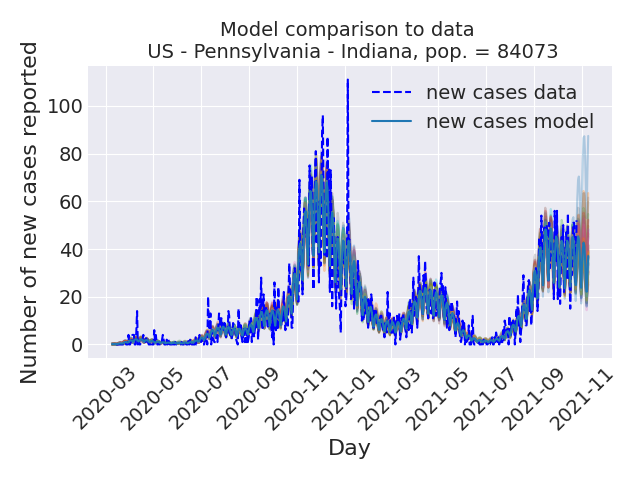 Model comparison to data
US - Pennsylvania - Indiana, pop. = 84073
Number of new cases reported
100
80
60
40
20
0
new cases data
new cases model
2020-03
2020-05
2020-07
2020-09
2020-11
2021-01
2021-03
2021-05
2021-07
2021-09
2021-11
Day